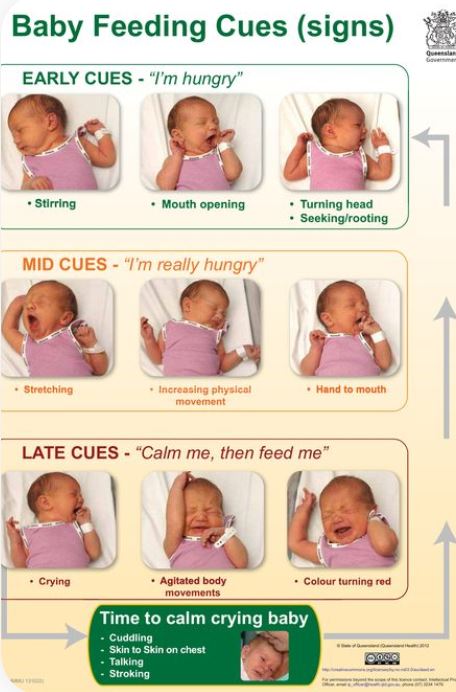 Baby Feeding Cues (signs)
Queensland
Government
EARLY CUES - “I’m hungry”
• Stirring
• Mouth opening
• Turning head
• Seeking/rooting
MID CUES - “I’m really hungry”
• Stretching
• Increasing physical
movement
• Hand to mouth
LATE CUES - “Calm me, then feed me”
• Crying
• Agitated body
movements
• Colour turning red
Time to calm crying baby
- Cuddling
- Skin to Skin on chest
- Talking
- Stroking
© State of Queensland (Queensland Health) 2012